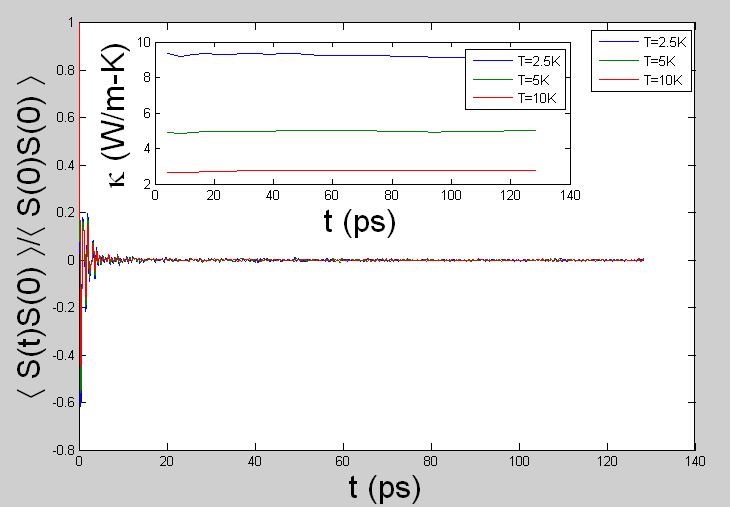 ⟨ S(t)S(0) ⟩/⟨ S(0)S(0) ⟩
1
0.8
0.6
0.4
0.2
0
-0.2
-0.4
-0.6
-0.8
0 20 40 60 80 100 120 140
t (ps)
κ (W/m-K)
10
8
6
4
2
0 20 40 60 80 100 120 140
t (ps)
T=2.5K
T=5K
T=10K
T=2.5K
T=5K
T=10K